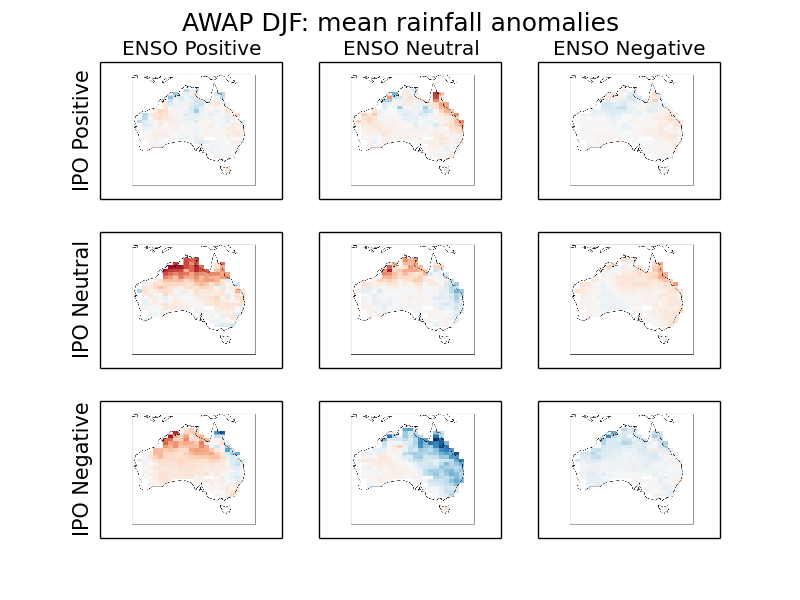 AWAP DJF: mean rainfall anomalies
ENSO Positive
ENSO Neutral
ENSO Negative
IPO Positive
IPO Neutral
IPO Negative